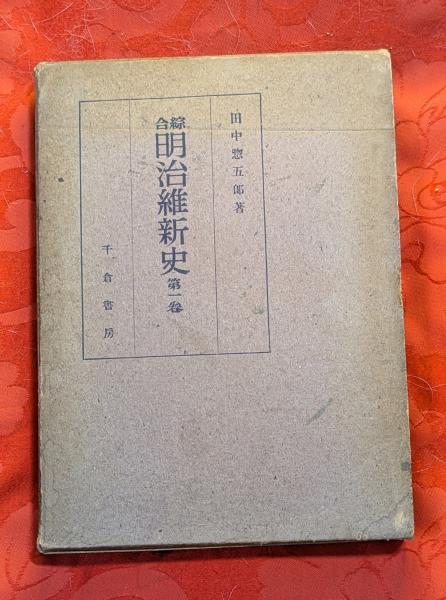 田中惣五郎著
綜合明治維新史第一卷
千倉書房